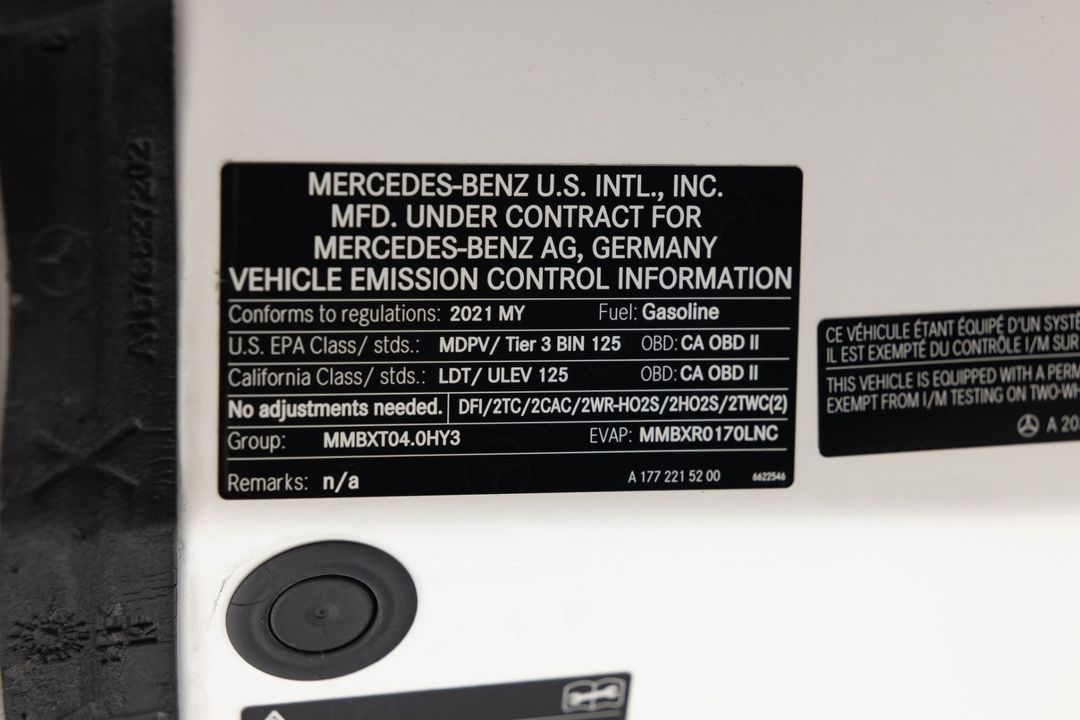 MERCEDES-BENZ U.S. INTL., INC.
MFD. UNDER CONTRACT FOR
MERCEDES-BENZ AG, GERMANY
VEHICLE EMISSION CONTROL INFORMATION
Conforms to regulations: 2021 MY Fuel: Gasoline
U.S. EPA Class/ stds.: MDPV/ Tier 3 BIN 125 OBD: CA OBD II
California Class/ stds.: LDT/ ULEV 125 OBD: CA OBD II
No adjustments needed. DFI/2TC/2CAC/2WR-HO2S/2HO2S/2TWC(2)
Group: MMBXT04.0HY3 EVAP: MMBXR0170LNC
Remarks: n/a A 177 221 52 00 6622546
CE VÉHICULE ÉTANT ÉQUIPÉ D'UN SYSTÈ
IL EST EXEMPTÉ DU CONTRÔLE I/M SUR
THIS VEHICLE IS EQUIPPED WITH A PERM
EXEMPT FROM I/M TESTING ON TWO-WH
A 20